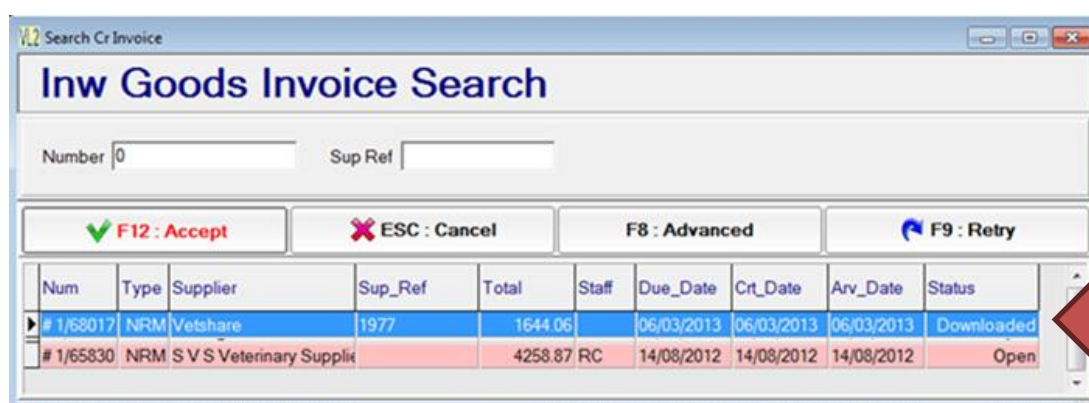 VL2 Search Cr Invoice
Inw Goods Invoice Search
Number 0 Sup Ref
F12 : Accept ESC : Cancel F8 : Advanced F9 : Retry
Num Type Supplier Sup_Ref Total Staff Due_Date Crt_Date Arv_Date Status
# 1/68017 NRM Vetshare 1977 1644.06 06/03/2013 06/03/2013 06/03/2013 Downloaded
# 1/65830 NRM S V S Veterinary Supplie 4258.87 RC 14/08/2012 14/08/2012 14/08/2012 Open